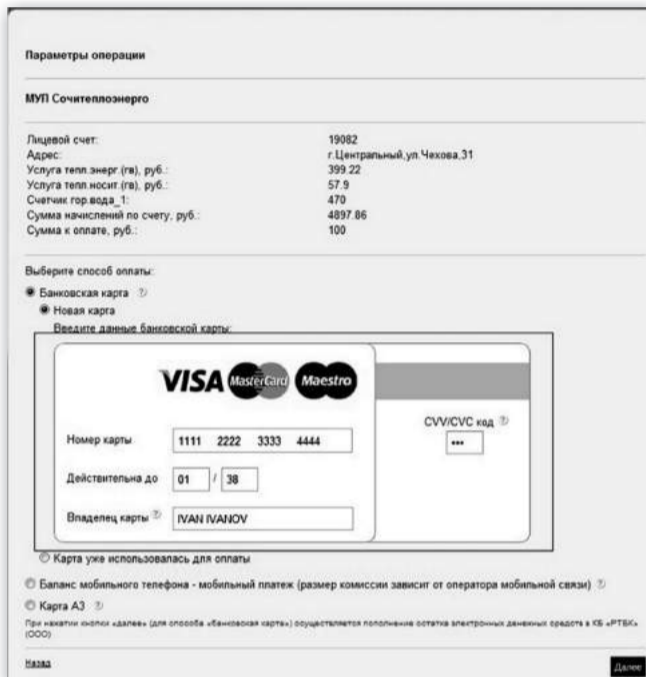 Параметры операции
МУП Сочитеплоэнерго
Лицевой счет: 19082
Адрес: г.Центральный,ул.Чехова,31
Услуга тепл.энерг.(гв), руб.: 399.22
Услуга тепл.носит.(гв), руб.: 57.9
Счетчик гор.вода_1: 470
Сумма начислений по счету, руб.: 4897.86
Сумма к оплате, руб.: 100
Выберите способ оплаты:
Банковская карта ?
Новая карта
Введите данные банковской карты:
VISA MasterCard Maestro
CVV/CVC код ?
Номер карты 1111 2222 3333 4444 •••
Действительна до 01 / 38
Владелец карты ? IVAN IVANOV
Карта уже использовалась для оплаты
Баланс мобильного телефона - мобильный платеж (размер комиссии зависит от оператора мобильной связи) ?
Карта А3 ?
При нажатии кнопки «далее» (для способа «банковская карта») осуществляется пополнение остатка электронных денежных средств в КБ «РТБК»
(ООО)
Назад Далее